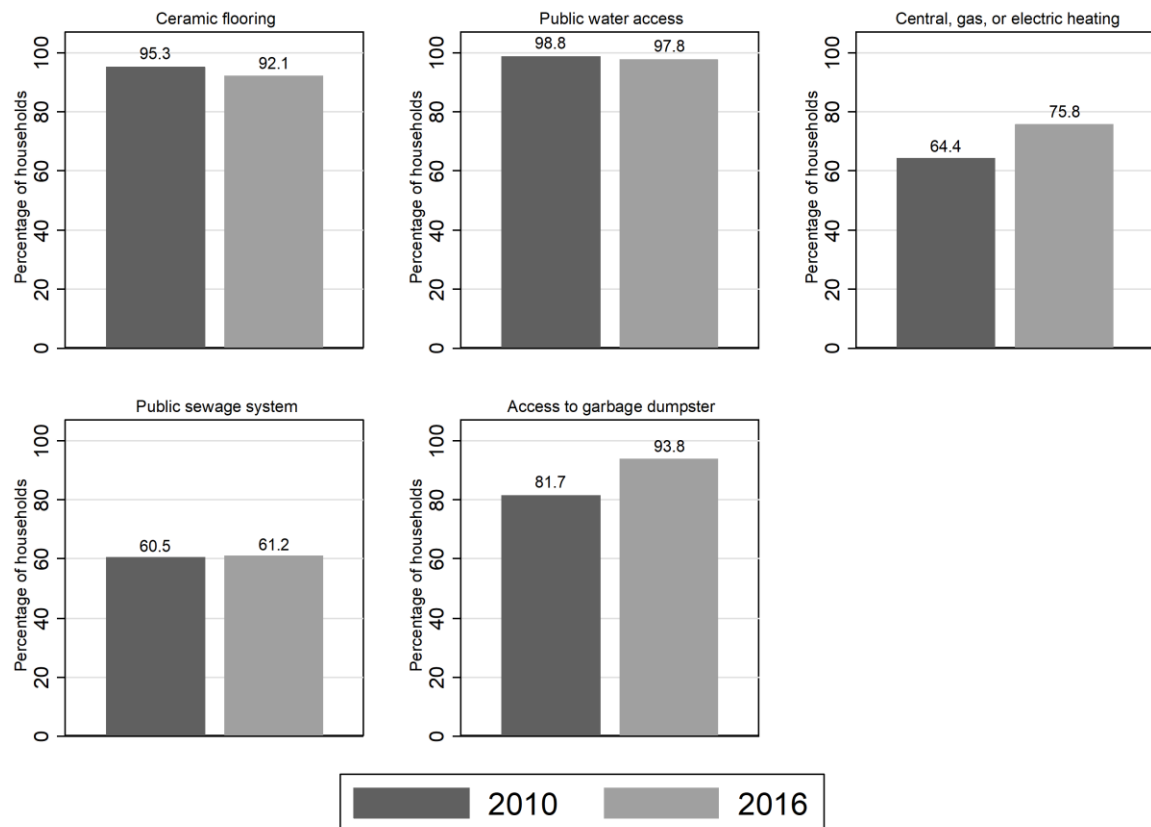 Ceramic flooring
Percentage of households
0 20 40 60 80 100
95.3
92.1
Public water access
Percentage of households
0 20 40 60 80 100
98.8
97.8
Central, gas, or electric heating
Percentage of households
0 20 40 60 80 100
64.4
75.8
Public sewage system
Percentage of households
0 20 40 60 80 100
60.5
61.2
Access to garbage dumpster
Percentage of households
0 20 40 60 80 100
81.7
93.8
2010
2016